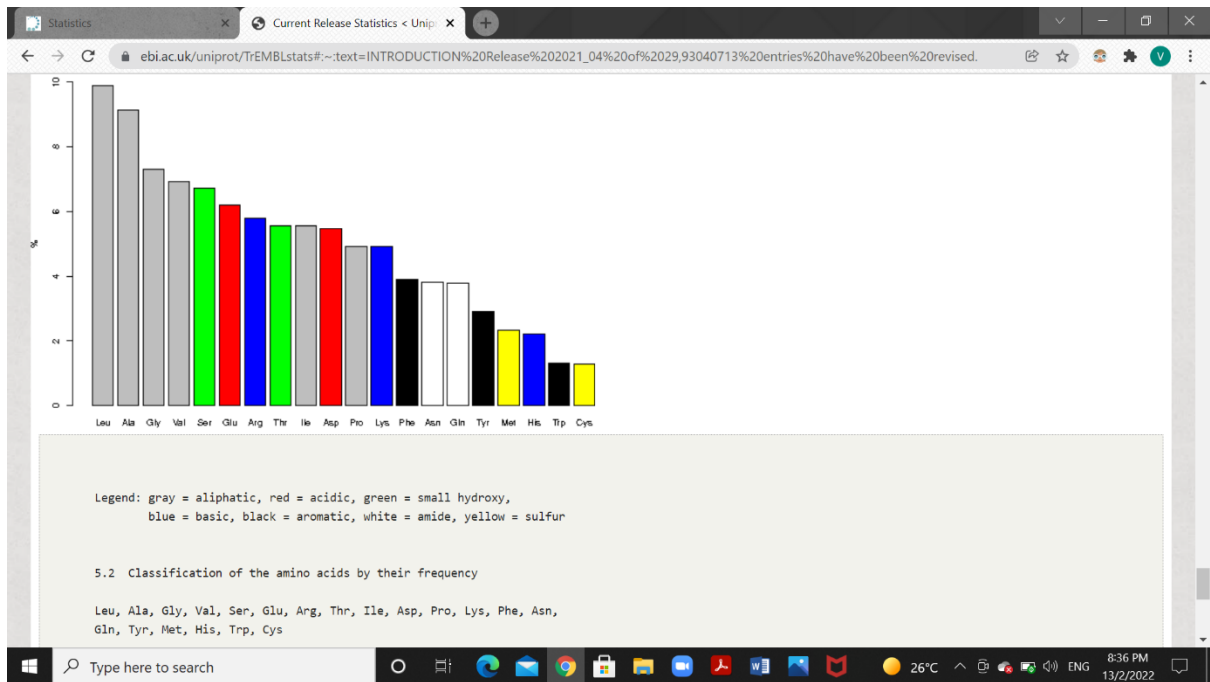 Statistics
Current Release Statistics < Unipr
ebi.ac.uk/uniprot/TrEMBLstats#:~:text=INTRODUCTION%20Release%202021_04%20of%2029,93040713%20entries%20have%20been%20revised.
V
10
8
6
%
4
2
0
Leu Ala Gly Val Ser Glu Arg Thr Ile Asp Pro Lys Phe Asn Gln Tyr Met His Trp Cys
Legend: gray = aliphatic, red = acidic, green = small hydroxy,
blue = basic, black = aromatic, white = amide, yellow = sulfur
5.2 Classification of the amino acids by their frequency
Leu, Ala, Gly, Val, Ser, Glu, Arg, Thr, Ile, Asp, Pro, Lys, Phe, Asn,
Gln, Tyr, Met, His, Trp, Cys
Type here to search
26°C
ENG
8:36 PM
13/2/2022